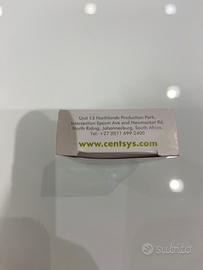 Unit 13 Northlands Production Park,
Intersection Epsom Ave and Newmarket Rd,
North Riding, Johannesburg, South Africa.
Tel: +27 (0)11 699 2400
www.centsys.com
subito